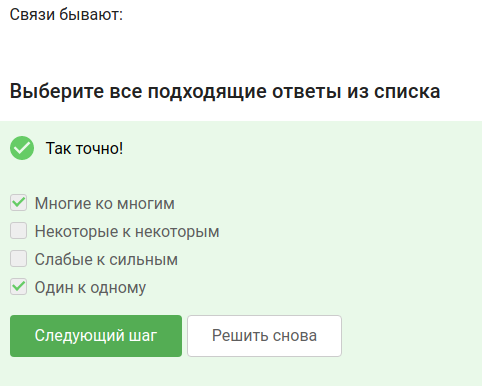 Связи бывают:
Выберите все подходящие ответы из списка
Так точно!
Многие ко многим
Некоторые к некоторым
Слабые к сильным
Один к одному
Следующий шаг
Решить снова